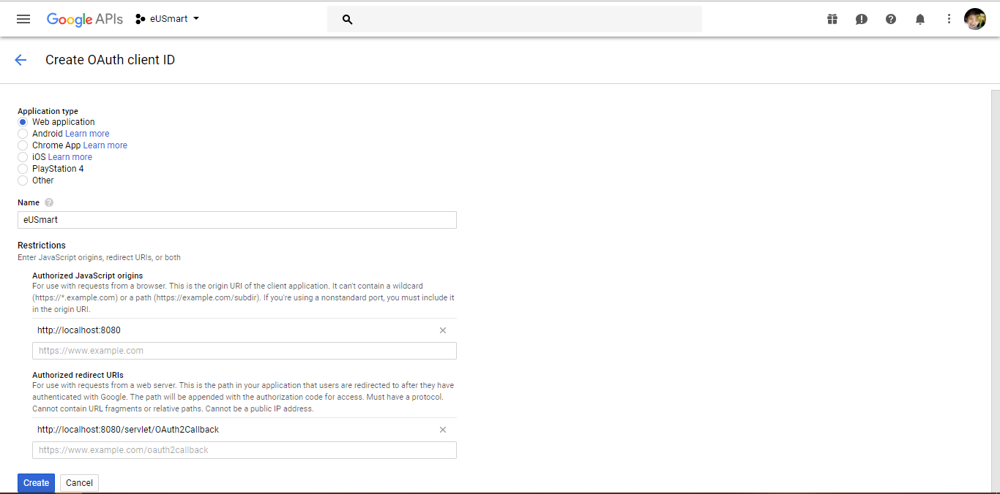 Google APIs eUSmart
Create OAuth client ID
Application type
Web application
Android Learn more
Chrome App Learn more
iOS Learn more
PlayStation 4
Other
Name
eUSmart
Restrictions
Enter JavaScript origins, redirect URIs, or both
Authorized JavaScript origins
For use with requests from a browser. This is the origin URI of the client application. It can't contain a wildcard
(https://*.example.com) or a path (https://example.com/subdir). If you're using a nonstandard port, you must include it
in the origin URI.
http://localhost:8080
https://www.example.com
Authorized redirect URIs
For use with requests from a web server. This is the path in your application that users are redirected to after they have
authenticated with Google. The path will be appended with the authorization code for access. Must have a protocol.
Cannot contain URL fragments or relative paths. Cannot be a public IP address.
http://localhost:8080/servlet/OAuth2Callback
https://www.example.com/oauth2callback
Create Cancel